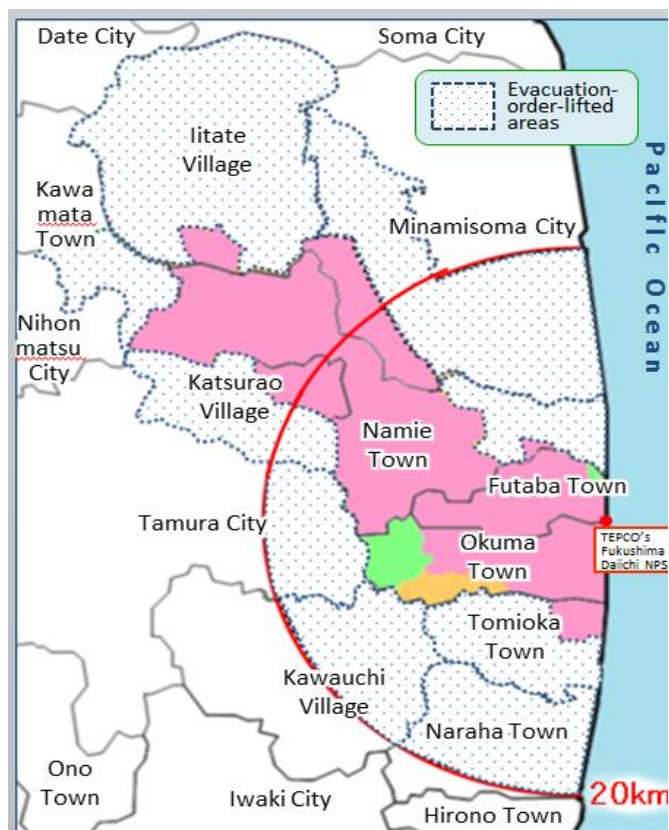 Date City
Soma City
Evacuation-
order-lifted
areas
Iitate
Village
Pacific Ocean
Kawa
mata
Town
Minamisoma City
Nihon
matsu
City
Katsurao
Village
Namie
Town
Futaba Town
Tamura City
Okuma
Town
TEPCO's
Fukushima
Daiichi NPS
Tomioka
Town
Kawauchi
Village
Naraha Town
Ono
Town
Iwaki City
20km
Hirono Town